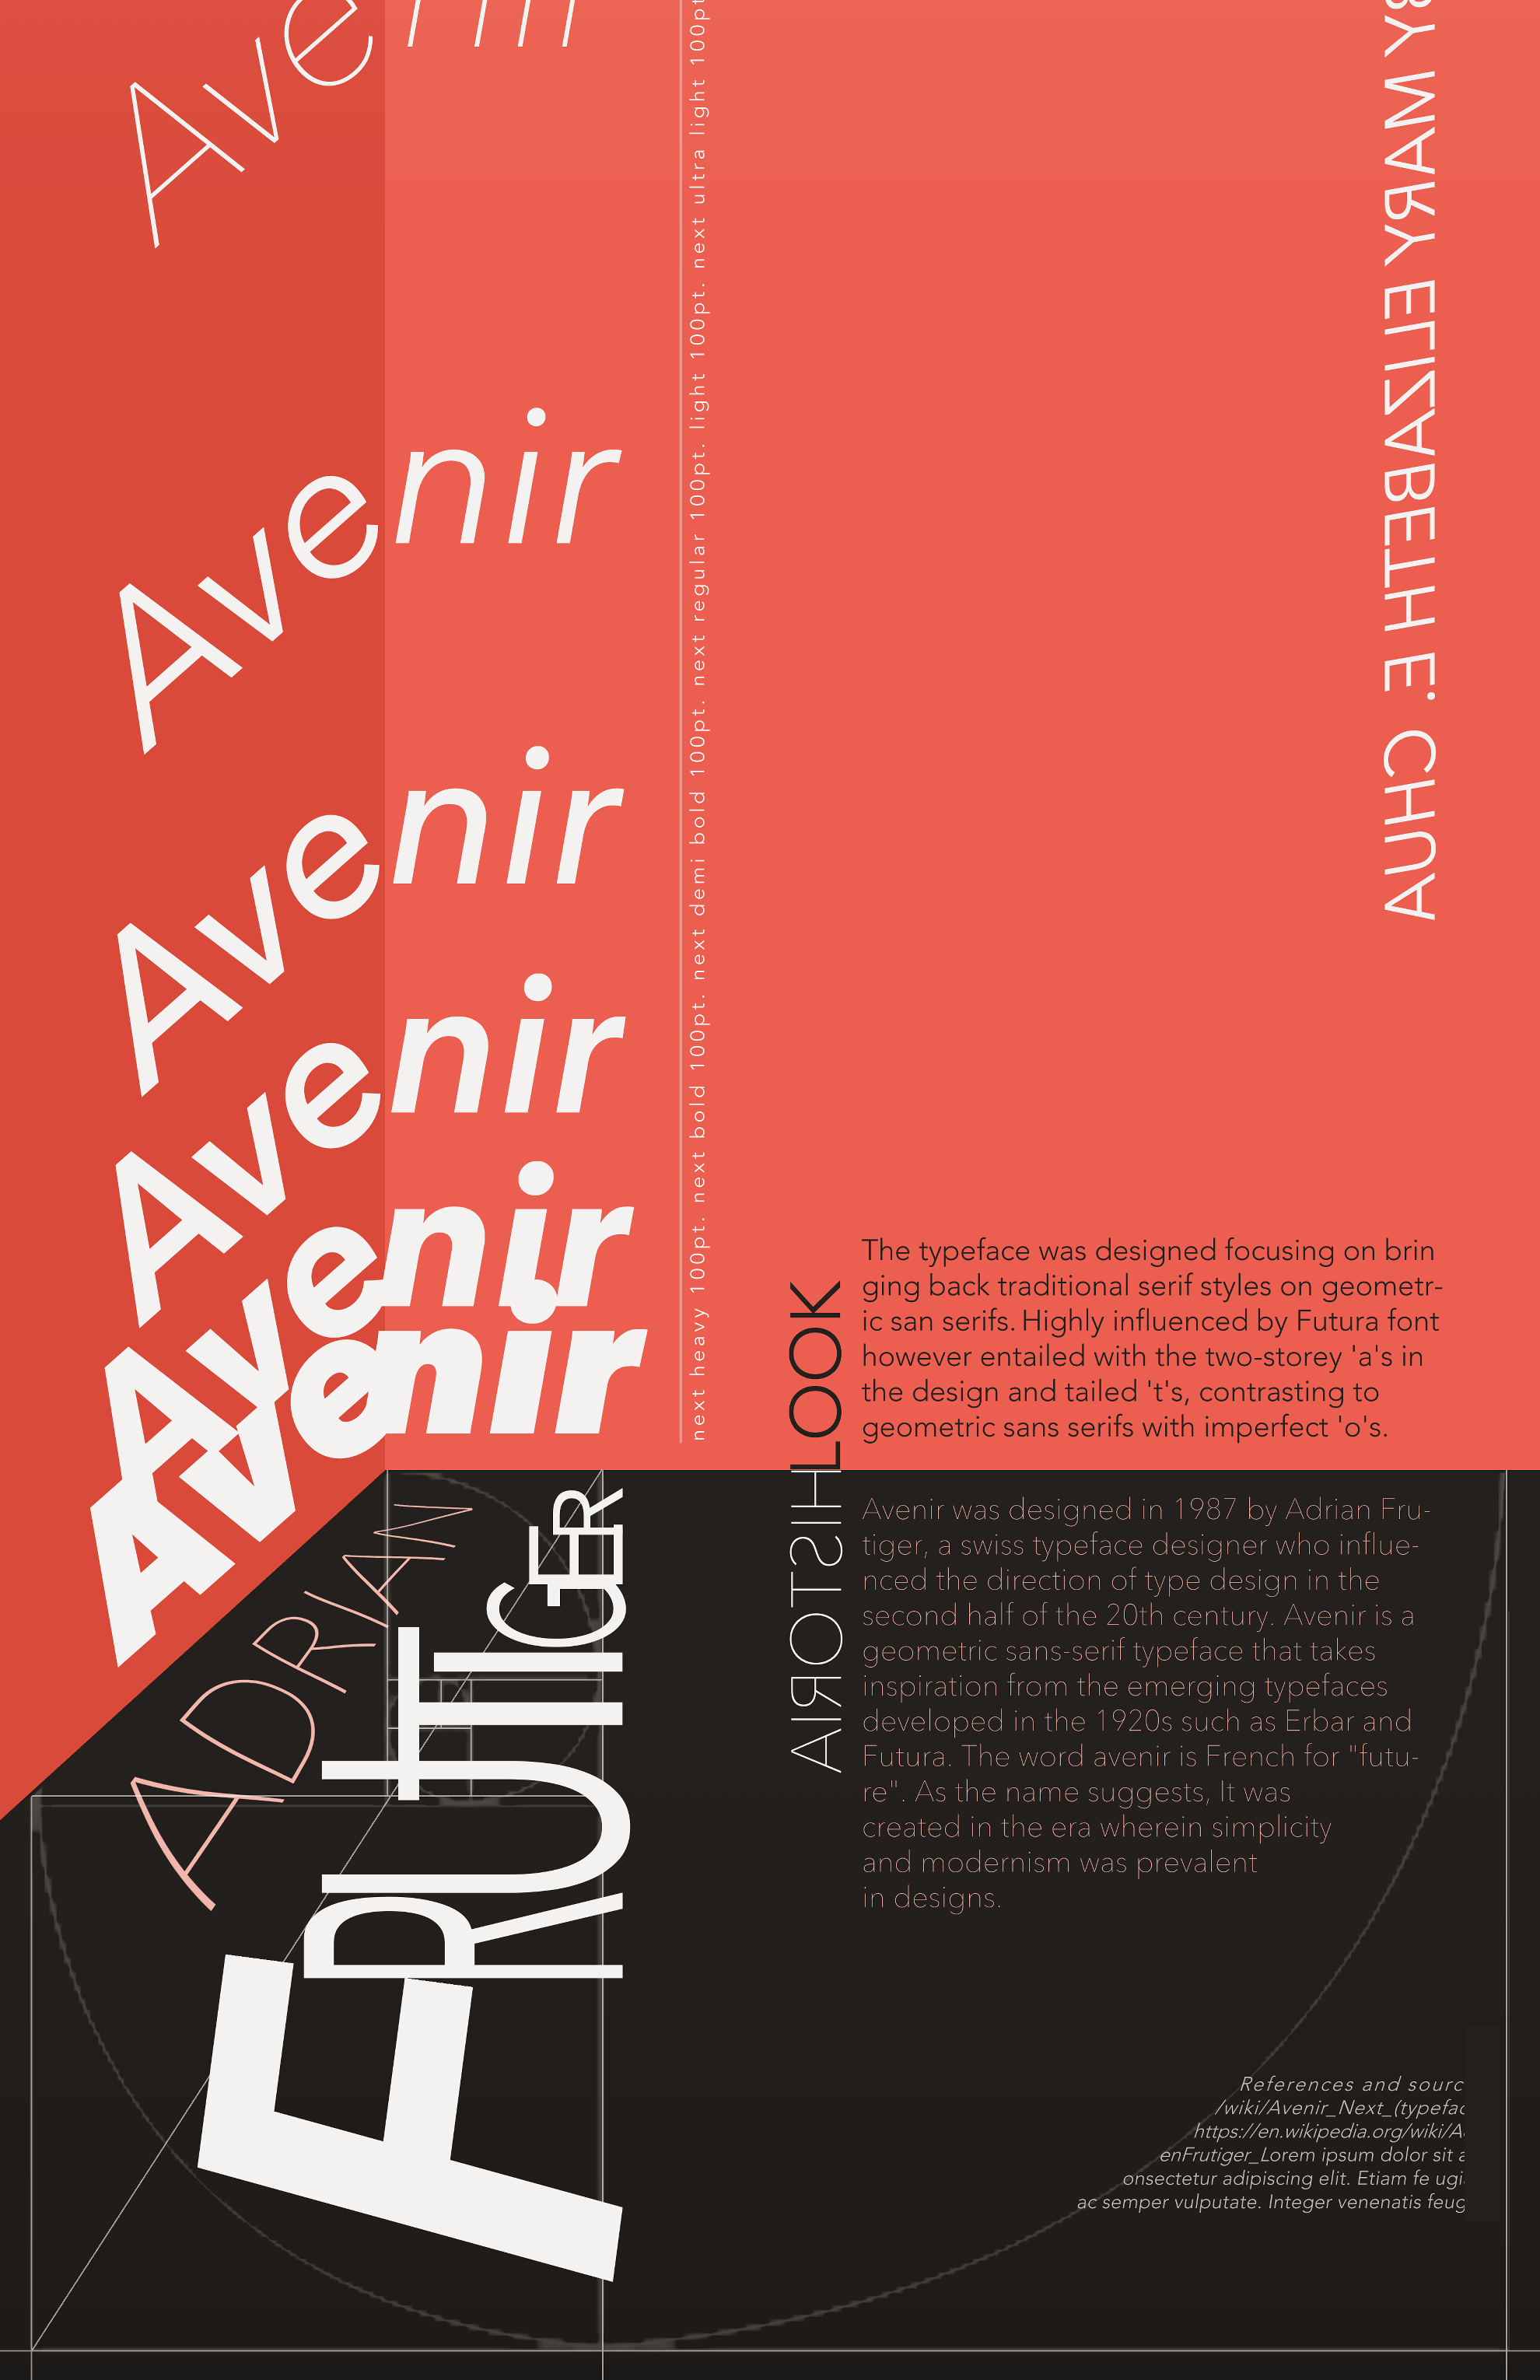 Ave
Avenir
Avenir
Avenir
Avenir
Avenir
next heavy 100pt. next bold 100pt. next demi bold 100pt. next regular 100pt. light 100pt. next ultra light 100pt
BY MARY ELIZABETH E. CHUA
LOOK
The typeface was designed focusing on brin
ging back traditional serif styles on geometr-
ic san serifs. Highly influenced by Futura font
however entailed with the two-storey 'a's in
the design and tailed 't's, contrasting to
geometric sans serifs with imperfect 'o's.
ADRIAN
FRUTIGER
HISTORIA
Avenir was designed in 1987 by Adrian Fru-
tiger, a swiss typeface designer who influe-
nced the direction of type design in the
second half of the 20th century. Avenir is a
geometric sans-serif typeface that takes
inspiration from the emerging typefaces
developed in the 1920s such as Erbar and
Futura. The word avenir is French for "futu-
re". As the name suggests, It was
created in the era wherein simplicity
and modernism was prevalent
in designs.
References and sourc
/wiki/Avenir_Next_(typefac
https://en.wikipedia.org/wiki/A
enFrutiger_Lorem ipsum dolor sit a
onsectetur adipiscing elit. Etiam fe ugi
ac semper vulputate. Integer venenatis feug